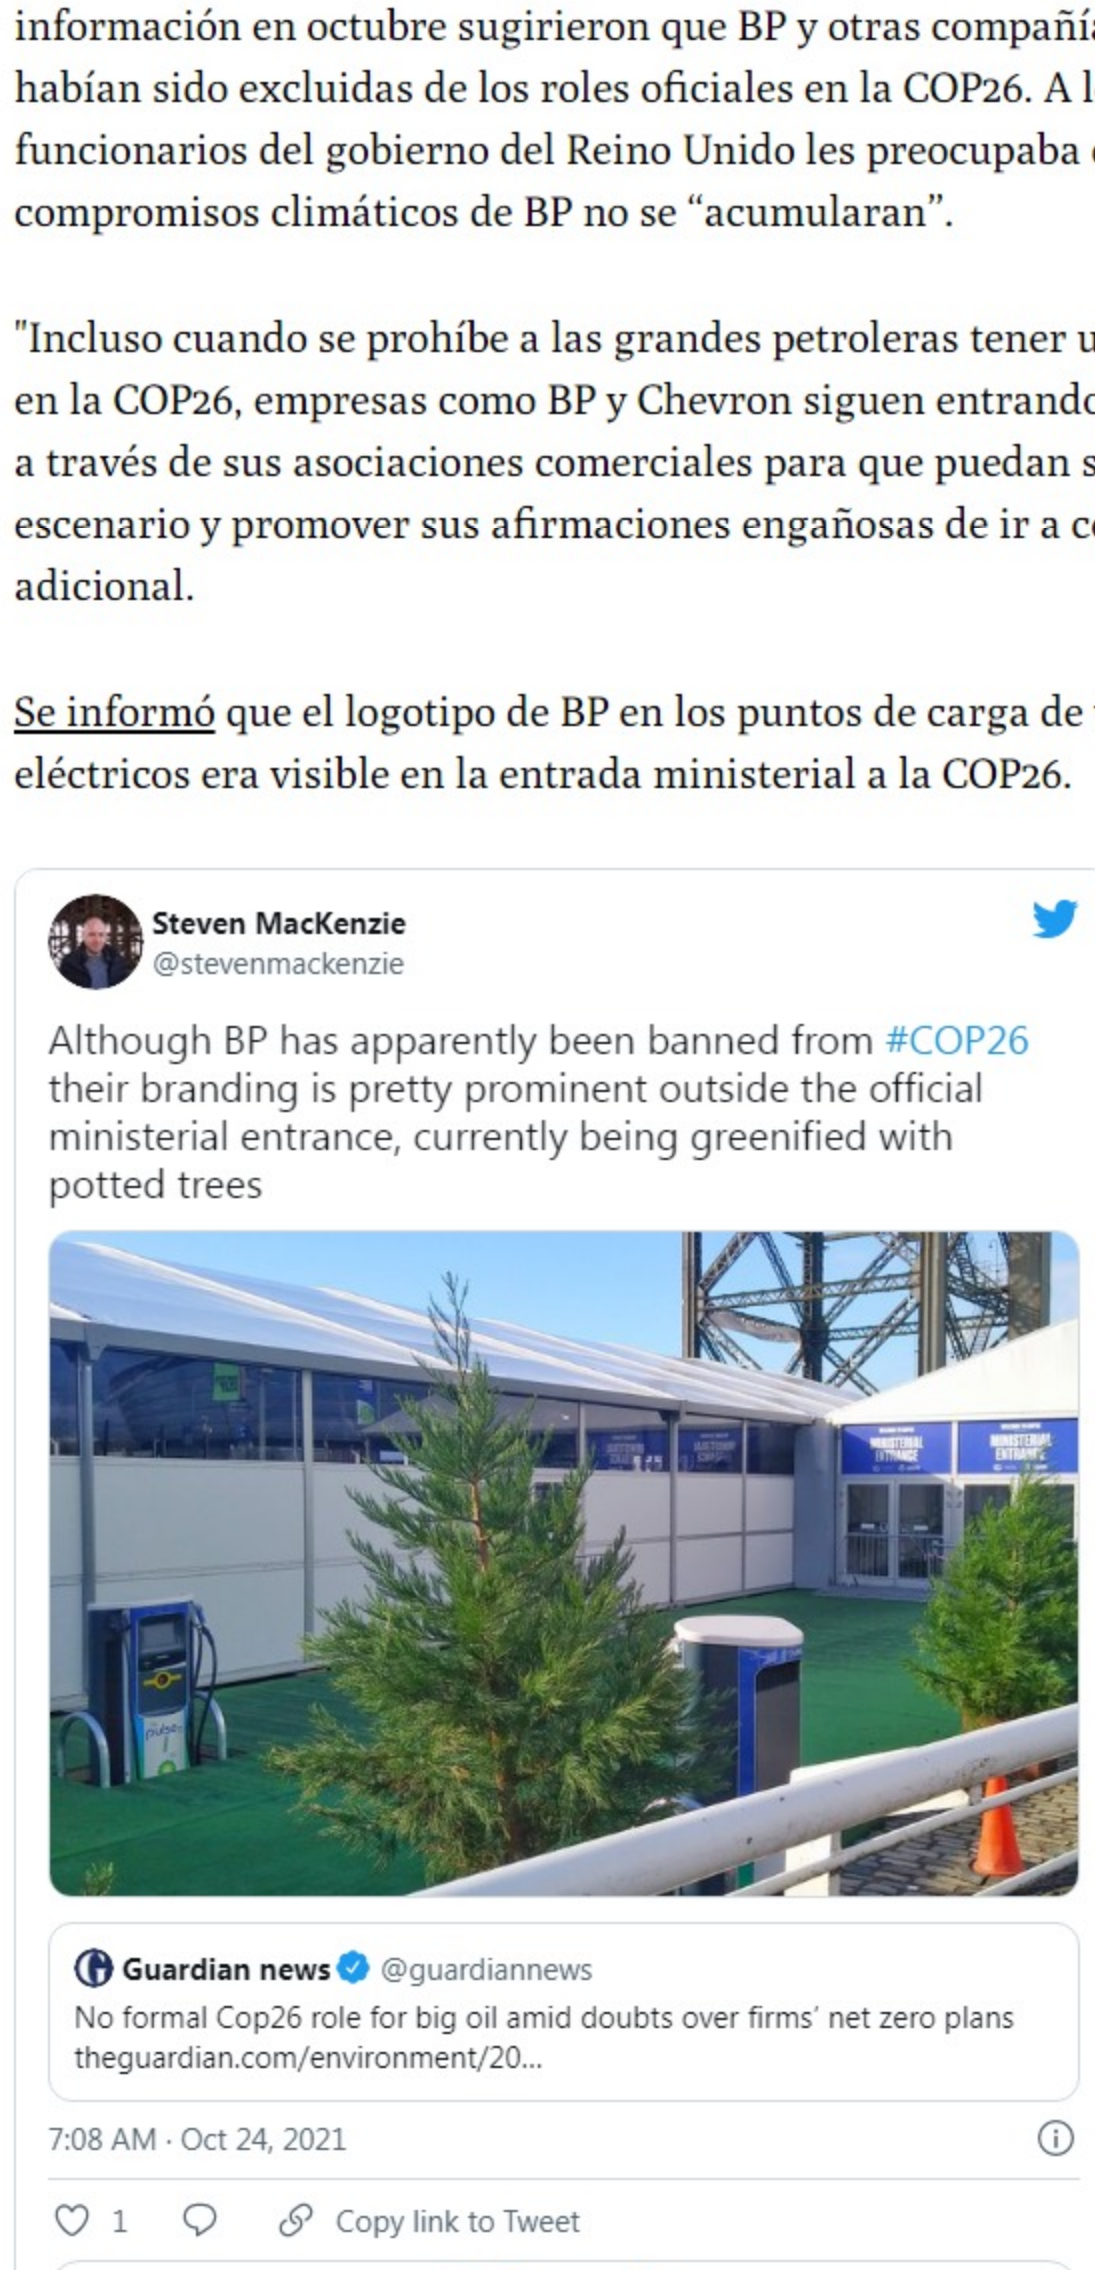 información en octubre sugirieron que BP y otras compañía
habían sido excluidas de los roles oficiales en la COP26. A l
funcionarios del gobierno del Reino Unido les preocupaba
compromisos climáticos de BP no se “acumularan”.
"Incluso cuando se prohíbe a las grandes petroleras tener u
en la COP26, empresas como BP y Chevron siguen entrando
a través de sus asociaciones comerciales para que puedan s
escenario y promover sus afirmaciones engañosas de ir a c
adicional.
Se informó que el logotipo de BP en los puntos de carga de
eléctricos era visible en la entrada ministerial a la COP26.
Steven MacKenzie
@stevenmackenzie
Although BP has apparently been banned from #COP26
their branding is pretty prominent outside the official
ministerial entrance, currently being greenified with
potted trees
MINISTERIAL
ENTRANCE
MINISTERIAL
ENTRANCE
pulse
Guardian news @guardiannews
No formal Cop26 role for big oil amid doubts over firms’ net zero plans
theguardian.com/environment/20...
7:08 AM · Oct 24, 2021
1
Copy link to Tweet